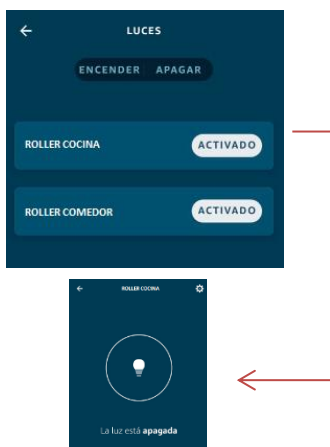 LUCES
ENCENDER APAGAR
ROLLER COCINA ACTIVADO
ROLLER COMEDOR ACTIVADO
ROLLER COCINA
La luz está apagada